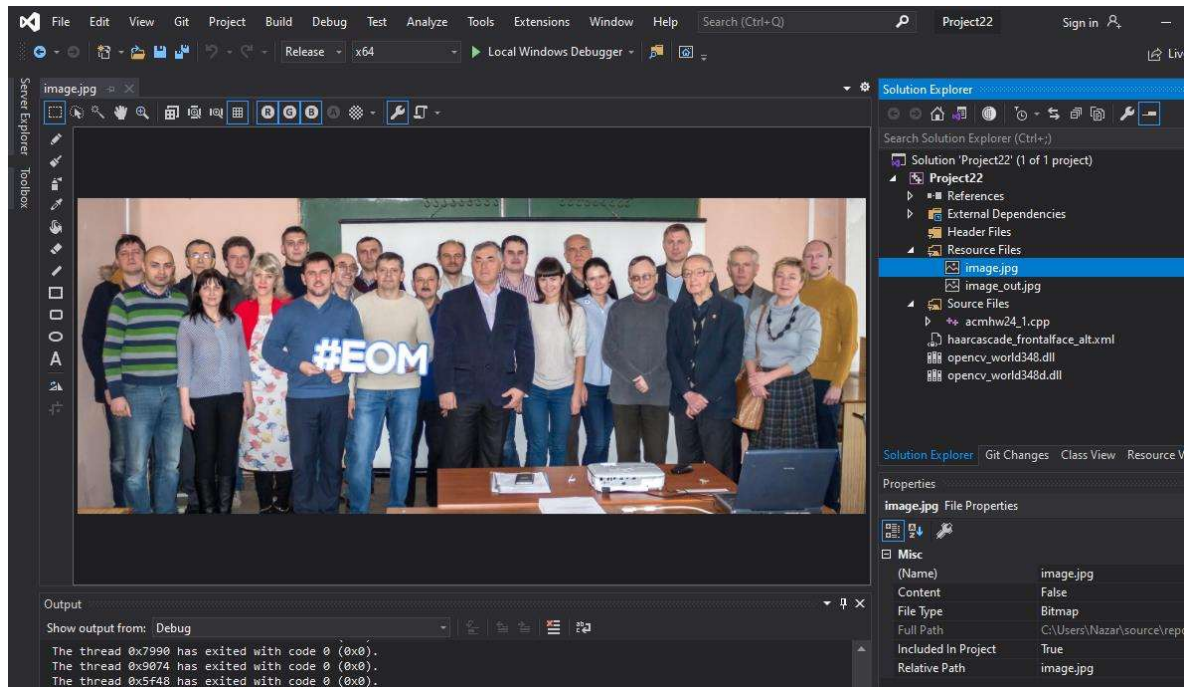 File Edit View Git Project Build Debug Test Analyze Tools Extensions Window Help Search (Ctrl+Q) Project22 Sign in
Release x64 Local Windows Debugger Liv
Server Explorer
Toolbox
image.jpg
R G B
A
#EOM
Solution Explorer
Search Solution Explorer (Ctrl+;)
Solution 'Project22' (1 of 1 project)
Project22
References
External Dependencies
Header Files
Resource Files
image.jpg
image_out.jpg
Source Files
acmhw24_1.cpp
haarcascade_frontalface_alt.xml
opencv_world348.dll
opencv_world348d.dll
Solution Explorer Git Changes Class View Resource V
Properties
image.jpg File Properties
Misc
(Name) image.jpg
Content False
File Type Bitmap
Full Path C:\Users\Nazar\source\repo
Included In Project True
Relative Path image.jpg
Output
Show output from: Debug
The thread 0x7990 has exited with code 0 (0x0).
The thread 0x9074 has exited with code 0 (0x0).
The thread 0x5f48 has exited with code 0 (0x0).